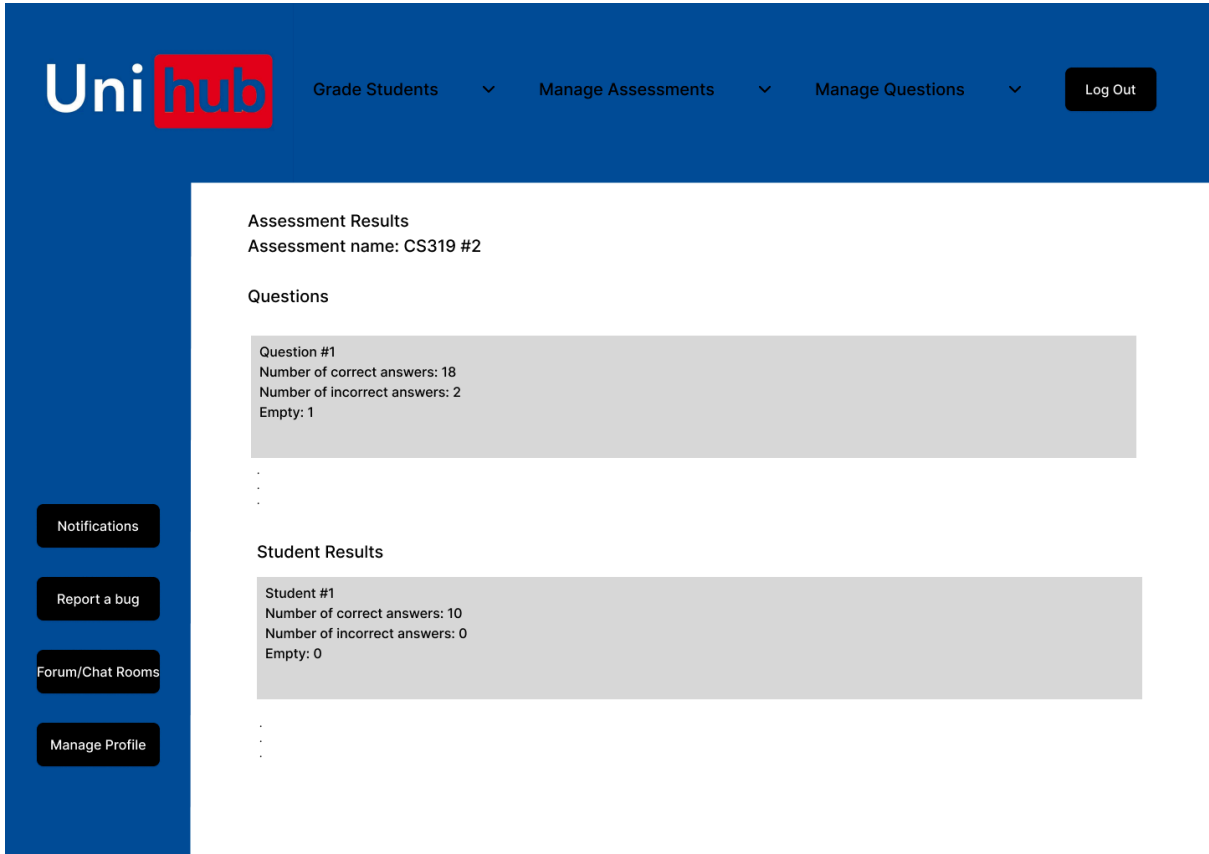 Uni hub
Grade Students
Manage Assessments
Manage Questions
Log Out
Assessment Results
Assessment name: CS319 #2
Questions
Question #1
Number of correct answers: 18
Number of incorrect answers: 2
Empty: 1
.
.
.
Student Results
Student #1
Number of correct answers: 10
Number of incorrect answers: 0
Empty: 0
.
.
.
Notifications
Report a bug
Forum/Chat Rooms
Manage Profile